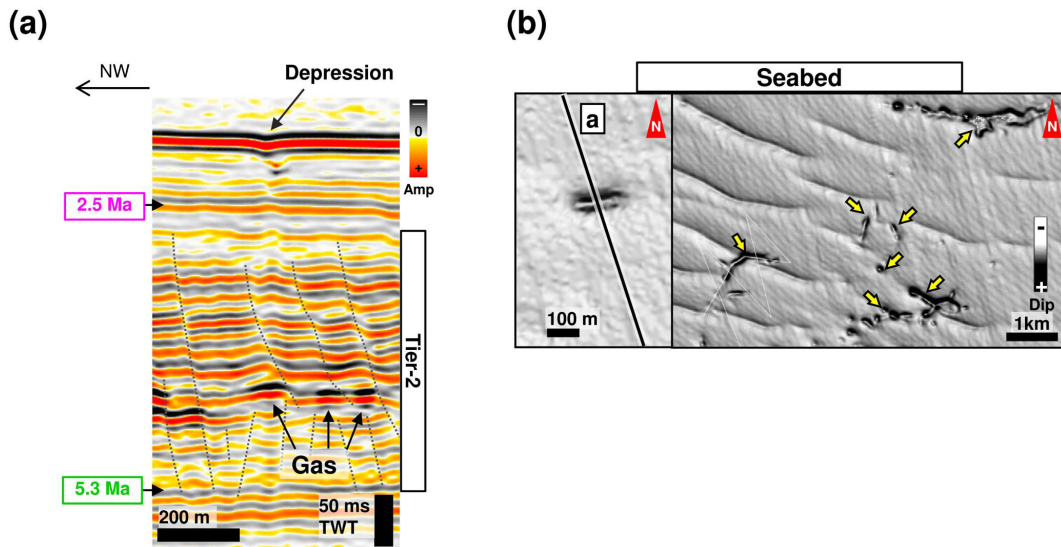 (a)
NW
Depression
–
0
+
Amp
2.5 Ma
Tier-2
Gas
5.3 Ma
200 m
50 ms
TWT
(b)
Seabed
a
N
100 m
N
-
+
Dip
1km